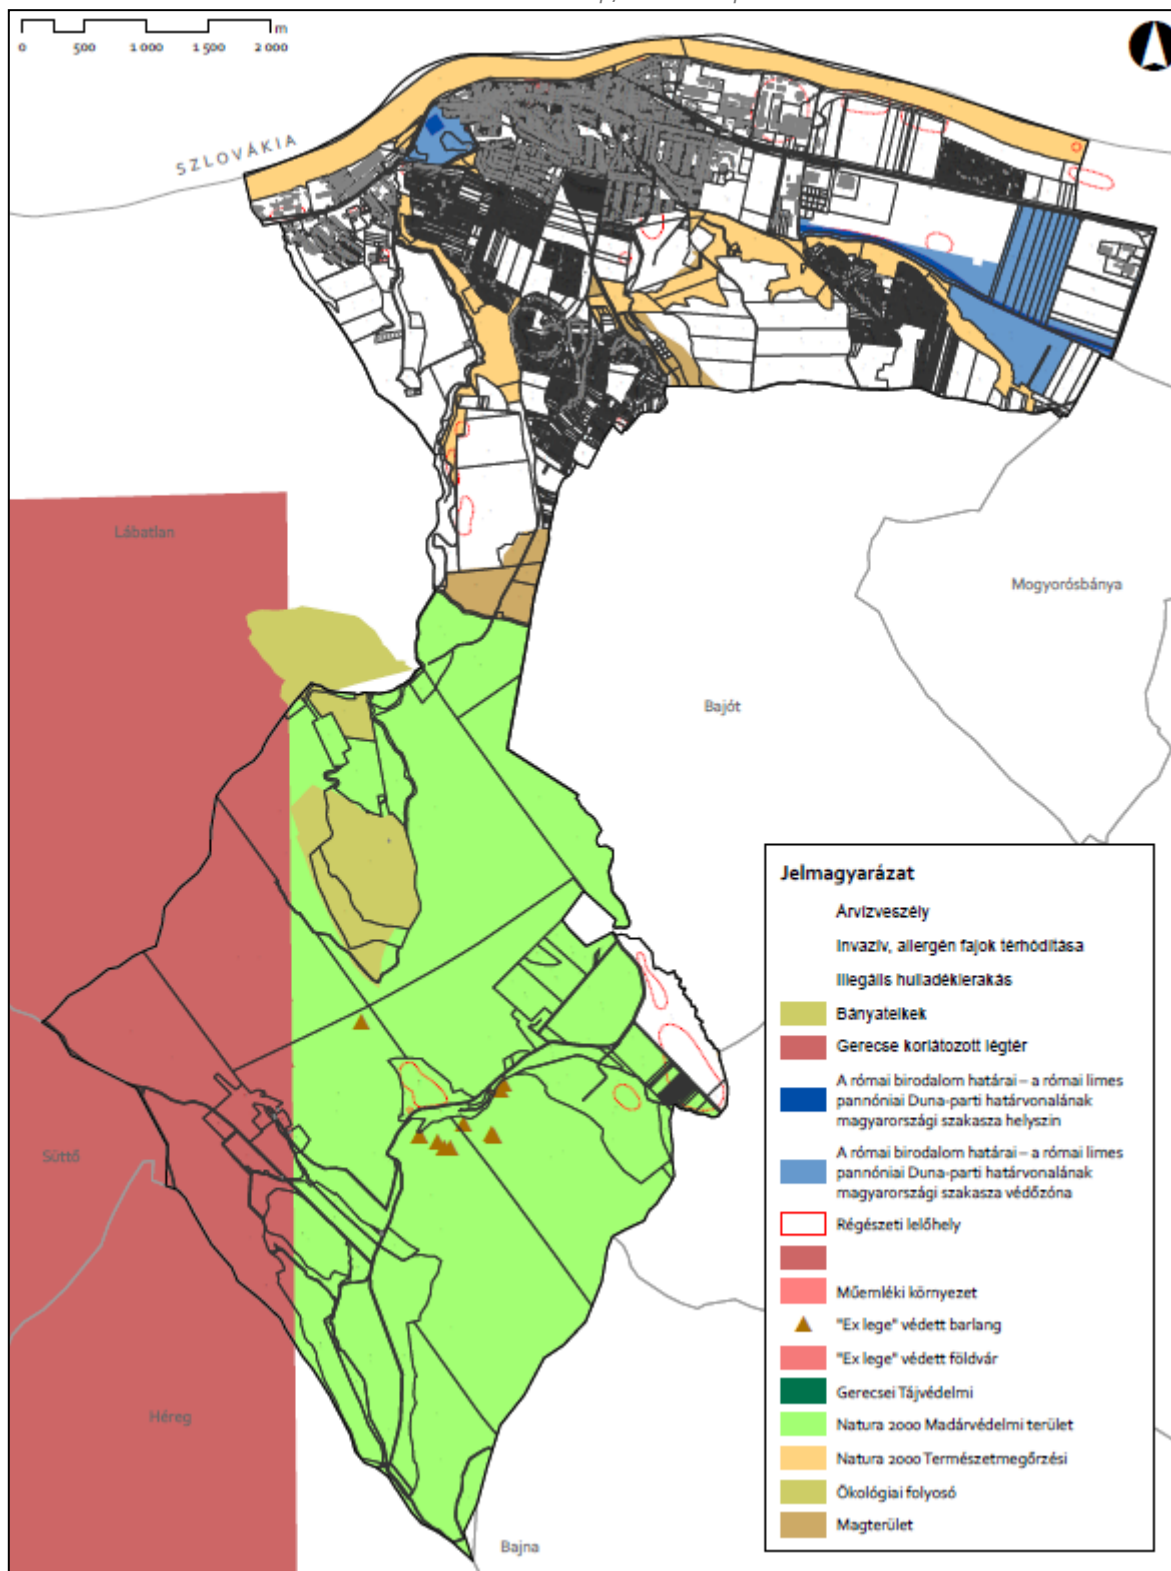 m
0 500 1 000 1 500 2 000
SZLOVÁKIA
Lábatlan
Mogyorósbánya
Bajót
Süttő
Héreg
Bajna
Jelmagyarázat
Árvízveszély
Invazív, allergén fajok térhódítása
Illegális hulladéklerakás
Bányatelkek
Gerecse korlátozott légtér
A római birodalom határai – a római limes
pannóniai Duna-parti határvonalának
magyarországi szakasza helyszín
A római birodalom határai – a római limes
pannóniai Duna-parti határvonalának
magyarországi szakasza védőzóna
Régészeti lelőhely
Műemléki környezet
"Ex lege" védett barlang
"Ex lege" védett földvár
Gerecsei Tájvédelmi
Natura 2000 Madárvédelmi terület
Natura 2000 Természetmegőrzési
Ökológiai folyosó
Magterület